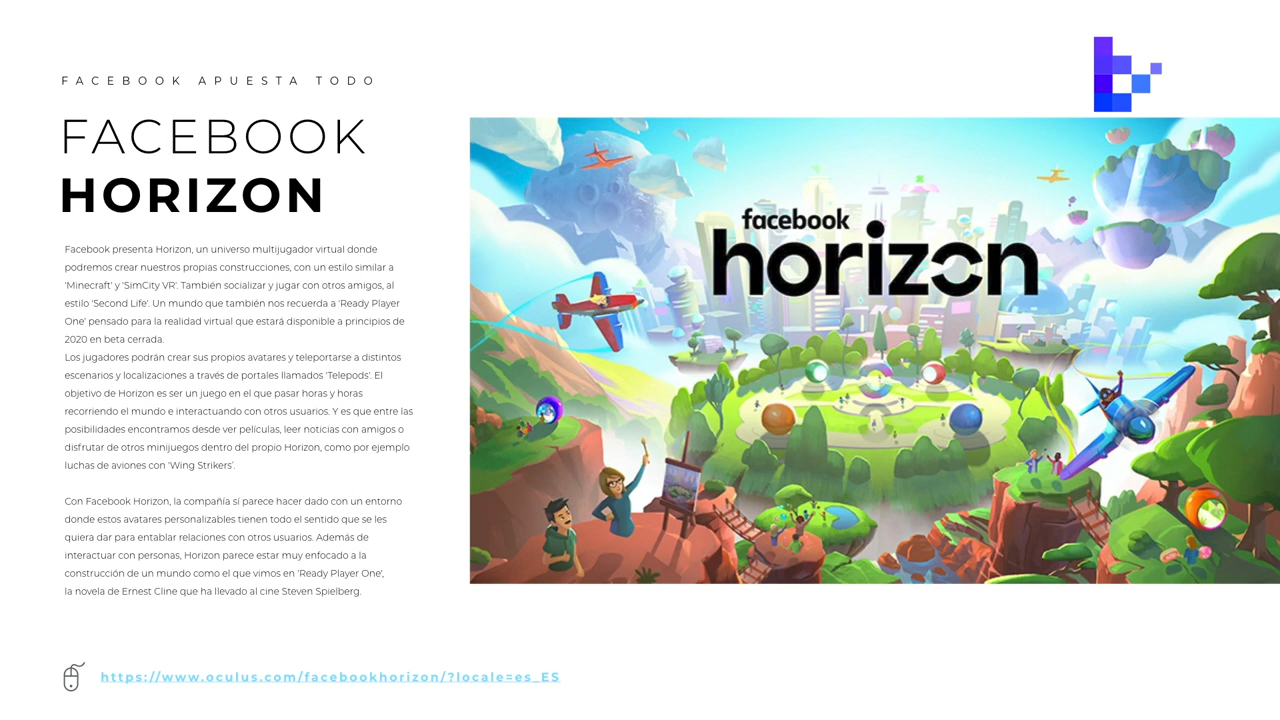 FACEBOOK APUESTA TODO
FACEBOOK
HORIZON
Facebook presenta Horizon, un universo multijugador virtual donde
podremos crear nuestros propias construcciones, con un estilo similar a
'Minecraft' y 'SimCity VR'. También socializar y jugar con otros amigos, al
estilo 'Second Life'. Un mundo que también nos recuerda a 'Ready Player
One' pensado para la realidad virtual que estará disponible a principios de
2020 en beta cerrada.
Los jugadores podrán crear sus propios avatares y teleportarse a distintos
escenarios y localizaciones a través de portales llamados 'Telepods'. El
objetivo de Horizon es ser un juego en el que pasar horas y horas
recorriendo el mundo e interactuando con otros usuarios. Y es que entre las
posibilidades encontramos desde ver películas, leer noticias con amigos o
disfrutar de otros minijuegos dentro del propio Horizon, como por ejemplo
luchas de aviones con 'Wing Strikers'.
Con Facebook Horizon, la compañía sí parece hacer dado con un entorno
donde estos avatares personalizables tienen todo el sentido que se les
quiera dar para entablar relaciones con otros usuarios. Además de
interactuar con personas, Horizon parece estar muy enfocado a la
construcción de un mundo como el que vimos en 'Ready Player One',
la novela de Ernest Cline que ha llevado al cine Steven Spielberg.
facebook
horizon
https://www.oculus.com/facebookhorizon/?locale=es_ES